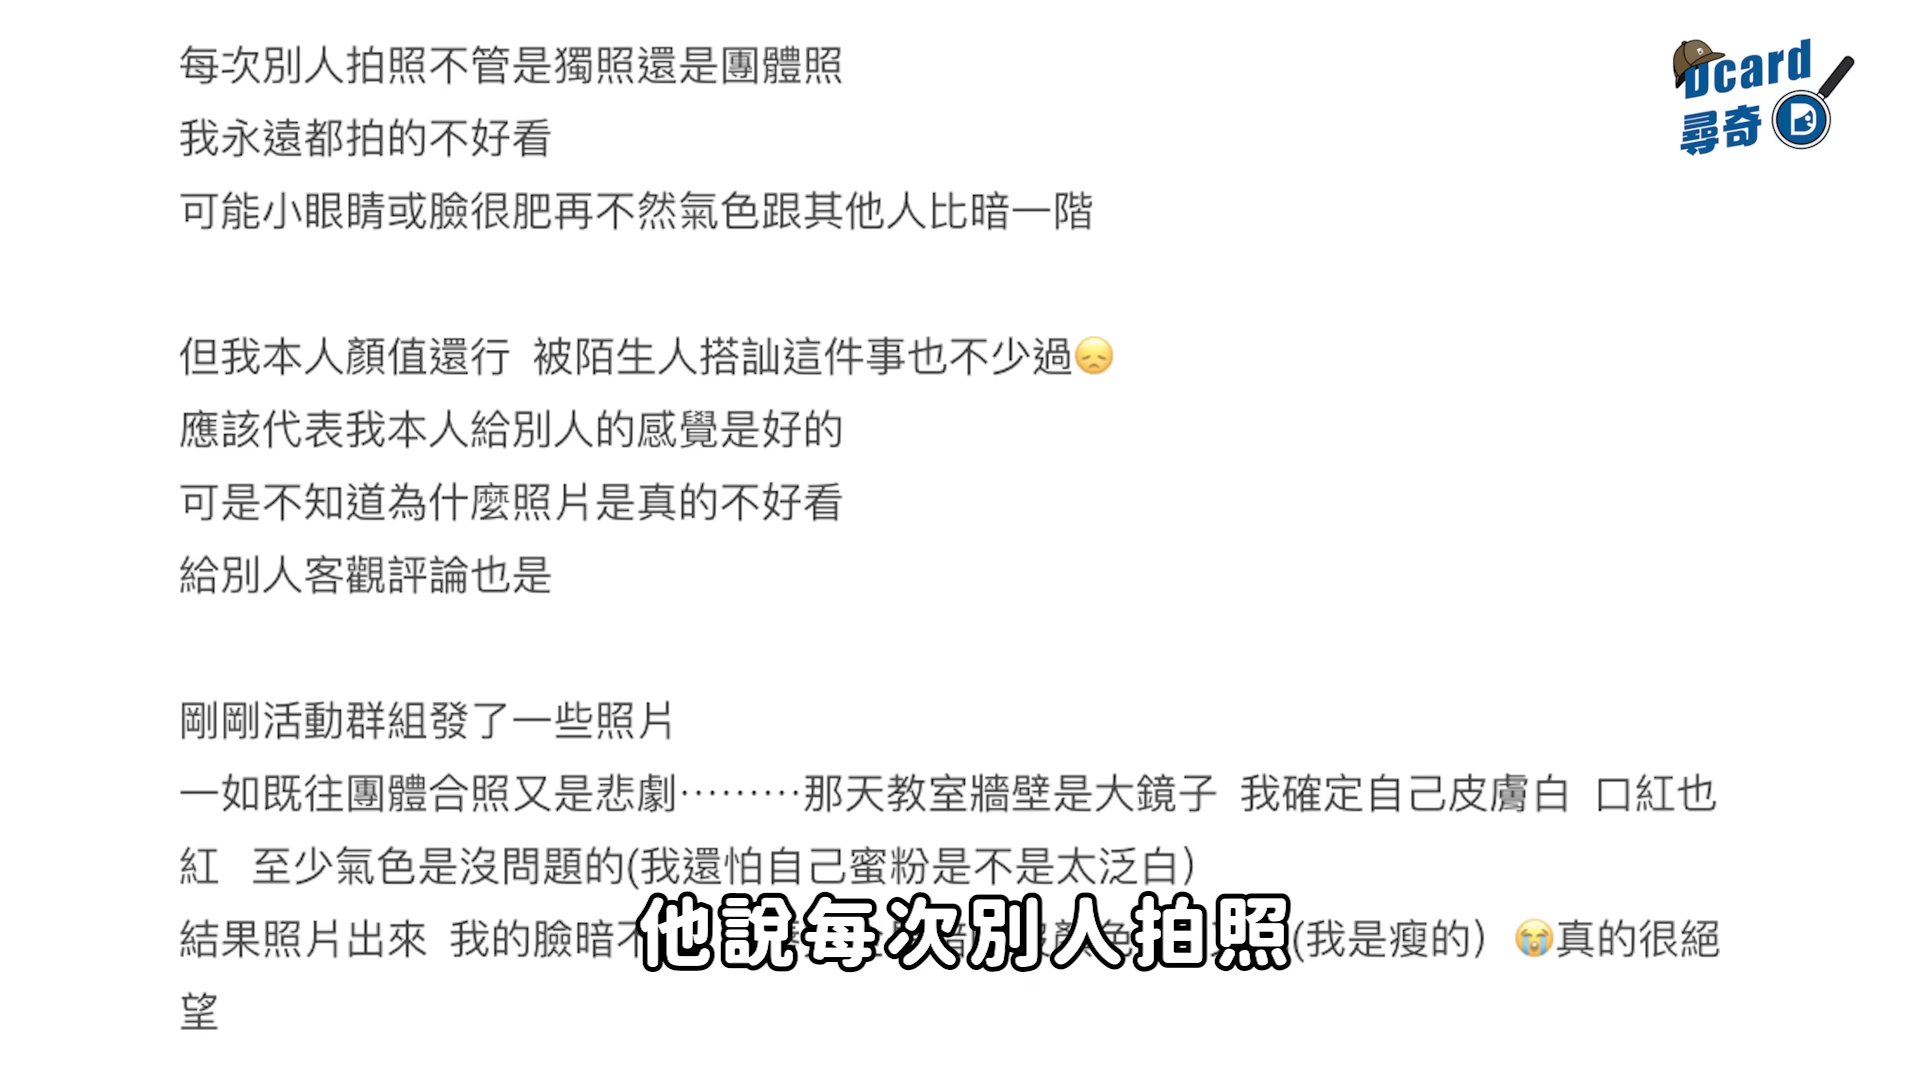 每次別人拍照不管是獨照還是團體照
我永遠都拍的不好看
可能小眼睛或臉很肥再不然氣色跟其他人比暗一階
但我本人顏值還行 被陌生人搭訕這件事也不少過😞
應該代表我本人給別人的感覺是好的
可是不知道為什麼照片是真的不好看
給別人客觀評論也是
剛剛活動群組發了一些照片
一如既往團體合照又是悲劇………那天教室牆壁是大鏡子 我確定自己皮膚白 口紅也
紅 至少氣色是沒問題的(我還怕自己蜜粉是不是太泛白)
結果照片出來 我的臉暗不 (我是瘦的) 😭真的很絕
望
他說每次別人拍照
Dcard
尋奇